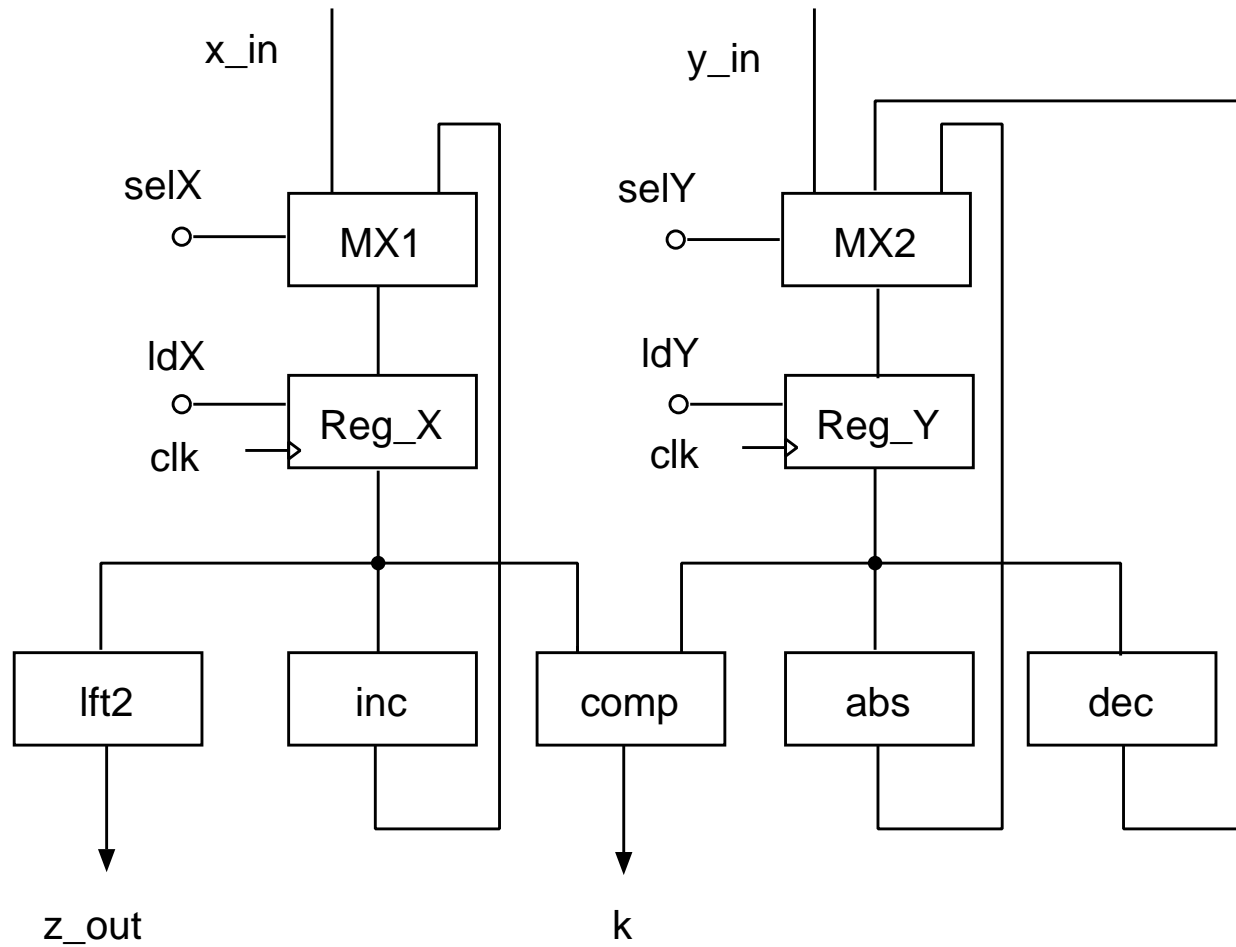 x_in
y_in
selX
selY
MX1
MX2
ldX
ldY
Reg_X
Reg_Y
clk
clk
lft2
inc
comp
abs
dec
z_out
k